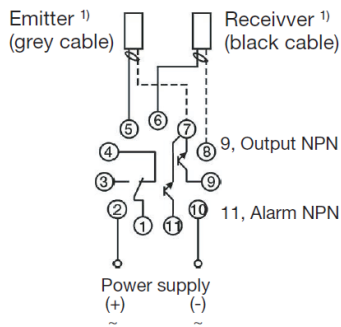 Emitter 1) Receivver 1)
(grey cable) (black cable)
5 6 7 8 9, Output NPN
4
3 9
2 1 11 10 11, Alarm NPN
Power supply
(+) (-)
~ ~